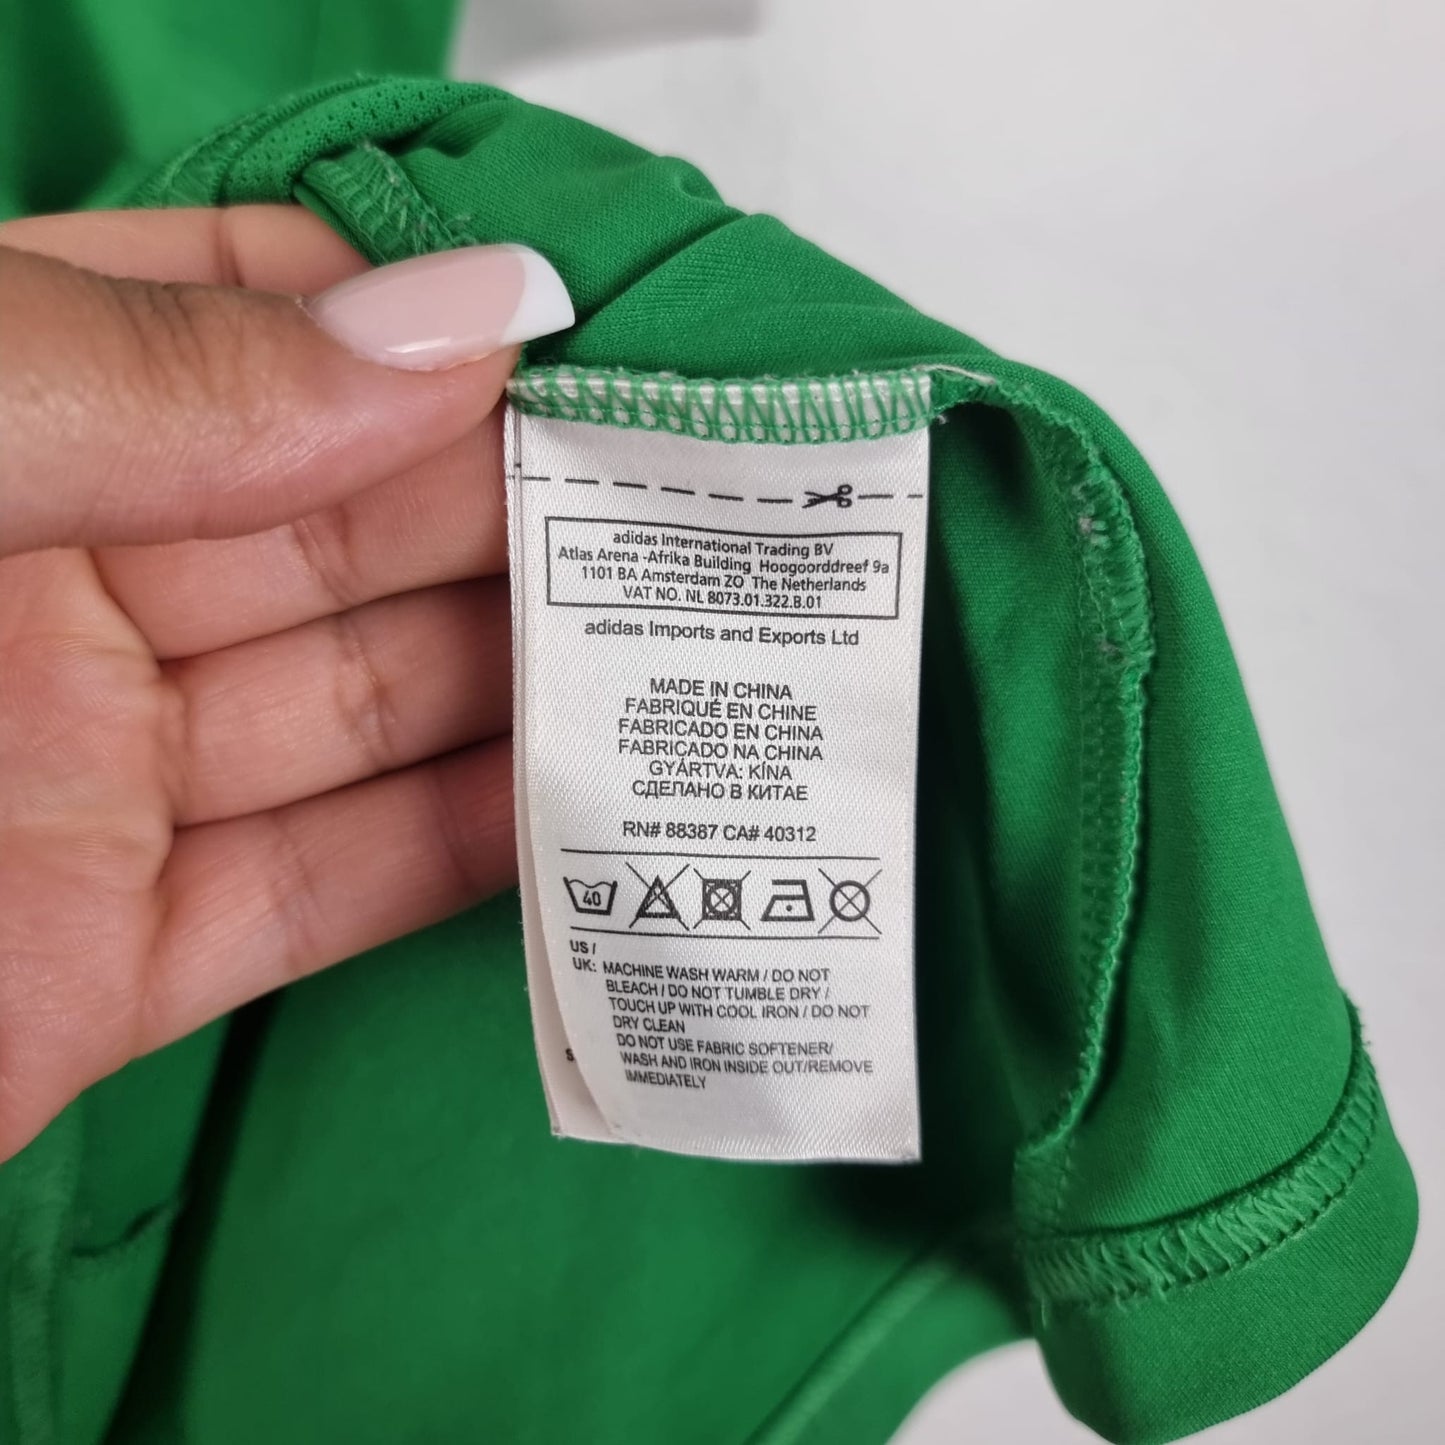 adidas International Trading BV
Atlas Arena -Afrika Building Hoogoorddreef 9a
1101 BA Amsterdam ZO The Netherlands
VAT NO. NL 8073.01.322.B.01
adidas Imports and Exports Ltd
MADE IN CHINA
FABRIQUÉ EN CHINE
FABRICADO EN CHINA
FABRICADO NA CHINA
GYÁRTVA: KÍNA
СДЕЛАНО В КИТАЕ
RN# 88387 CA# 40312
40
US /
UK: MACHINE WASH WARM / DO NOT
BLEACH / DO NOT TUMBLE DRY /
TOUCH UP WITH COOL IRON / DO NOT
DRY CLEAN
DO NOT USE FABRIC SOFTENER/
WASH AND IRON INSIDE OUT/REMOVE
IMMEDIATELY